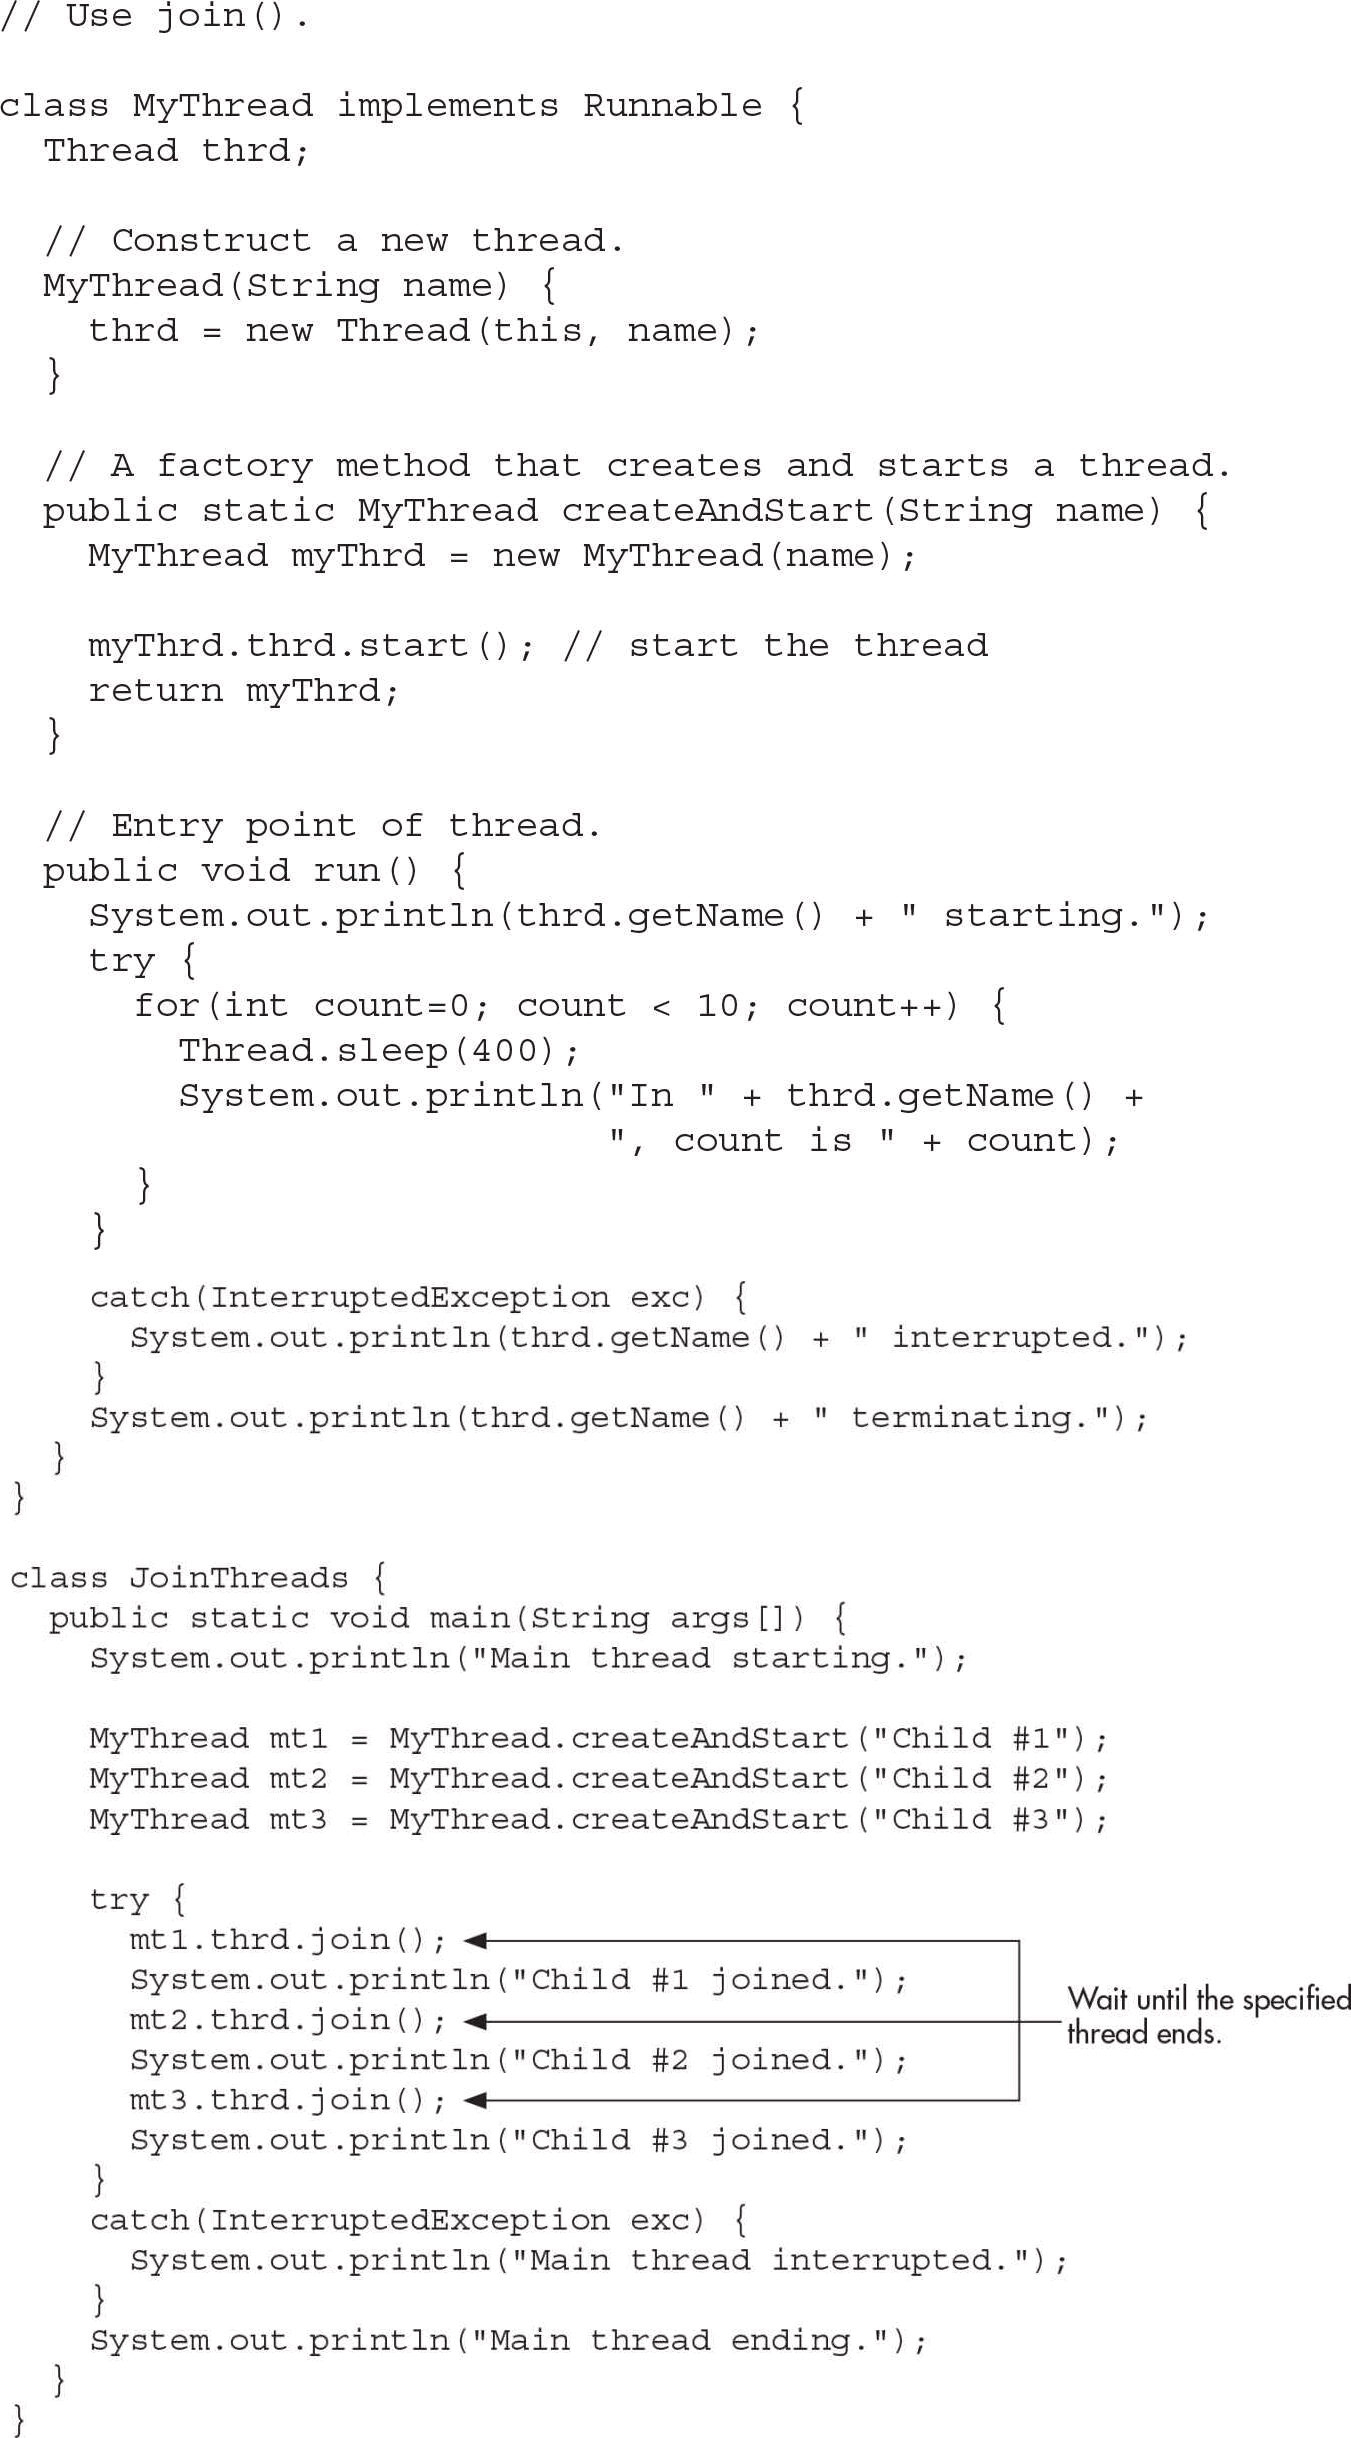 // Use join().

class MyThread implements Runnable {
  Thread thrd;

  // Construct a new thread.
  MyThread(String name) {
    thrd = new Thread(this, name);
  }

  // A factory method that creates and starts a thread.
  public static MyThread createAndStart(String name) {
    MyThread myThrd = new MyThread(name);

    myThrd.thrd.start(); // start the thread
    return myThrd;
  }

  // Entry point of thread.
  public void run() {
    System.out.println(thrd.getName() + " starting.");
    try {
      for(int count=0; count < 10; count++) {
        Thread.sleep(400);
        System.out.println("In " + thrd.getName() +
                           ", count is " + count);
      }
    }
    catch(InterruptedException exc) {
      System.out.println(thrd.getName() + " interrupted.");
    }
    System.out.println(thrd.getName() + " terminating.");
  }
}

class JoinThreads {
  public static void main(String args[]) {
    System.out.println("Main thread starting.");

    MyThread mt1 = MyThread.createAndStart("Child #1");
    MyThread mt2 = MyThread.createAndStart("Child #2");
    MyThread mt3 = MyThread.createAndStart("Child #3");

    try {
      mt1.thrd.join();
      System.out.println("Child #1 joined.");
      mt2.thrd.join();
      System.out.println("Child #2 joined.");
      mt3.thrd.join();
      System.out.println("Child #3 joined.");
    }
    catch(InterruptedException exc) {
      System.out.println("Main thread interrupted.");
    }
    System.out.println("Main thread ending.");
  }
}
Wait until the specified
thread ends.